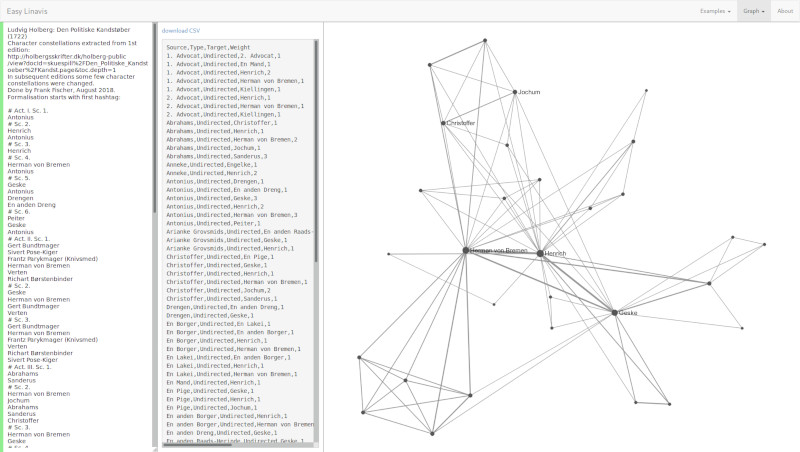 Easy Linavis
Examples
Graph
About
Ludvig Holberg: Den Politiske Kandstøber
(1722)
Character constellations extracted from 1st
edition:
http://holbergsskrifter.dk/holberg-public
/view?docId=skuespill%2FDen_Politiske_Kandst
oeber%2FKandst.page&toc.depth=1
In subsequent editions some few character
constellations were changed.
Done by Frank Fischer, August 2018.
Formalisation starts with first hashtag:
# Act. I. Sc. 1.
Antonius
# Sc. 2.
Henrich
Antonius
# Sc. 3.
Henrich
# Sc. 4.
Herman von Bremen
Antonius
# Sc. 5.
Geske
Antonius
Drengen
En anden Dreng
# Sc. 6.
Peiter
Geske
Antonius
# Act. II. Sc. 1.
Gert Bundtmager
Sivert Pose-Kiger
Frantz Parykmager (Knivsmed)
Herman von Bremen
Verten
Richart Børstenbinder
# Sc. 2.
Geske
Herman von Bremen
Gert Bundtmager
Verten
# Sc. 3.
Gert Bundtmager
Herman von Bremen
Frantz Parykmager (Knivsmed)
Verten
Richart Børstenbinder
Sivert Pose-Kiger
# Act. III. Sc. 1.
Abrahams
Sanderus
# Sc. 2.
Herman von Bremen
Jochum
Abrahams
Sanderus
Christoffer
# Sc. 3.
Herman von Bremen
Geske
download CSV
Source,Type,Target,Weight
1. Advocat,Undirected,2. Advocat,1
1. Advocat,Undirected,En Mand,1
1. Advocat,Undirected,Henrich,2
1. Advocat,Undirected,Herman von Bremen,1
1. Advocat,Undirected,Kiellingen,1
2. Advocat,Undirected,Henrich,1
2. Advocat,Undirected,Herman von Bremen,1
2. Advocat,Undirected,Kiellingen,1
Abrahams,Undirected,Christoffer,1
Abrahams,Undirected,Herman von Bremen,2
Abrahams,Undirected,Jochum,1
Abrahams,Undirected,Sanderus,3
Anneke,Undirected,Engelke,1
Anneke,Undirected,Henrich,2
Antonius,Undirected,Drengen,1
Antonius,Undirected,En anden Dreng,1
Antonius,Undirected,Geske,3
Antonius,Undirected,Henrich,2
Antonius,Undirected,Herman von Bremen,3
Antonius,Undirected,Peiter,1
Arianke Grovsmids,Undirected,En anden Raads-
Arianke Grovsmids,Undirected,Geske,1
Arianke Grovsmids,Undirected,Henrich,1
Christoffer,Undirected,En Pige,1
Christoffer,Undirected,Geske,1
Christoffer,Undirected,Henrich,1
Christoffer,Undirected,Herman von Bremen,1
Christoffer,Undirected,Jochum,2
Christoffer,Undirected,Sanderus,1
Drengen,Undirected,En anden Dreng,1
Drengen,Undirected,Geske,1
En Borger,Undirected,En Lakei,1
En Borger,Undirected,En anden Borger,1
En Borger,Undirected,Henrich,1
En Borger,Undirected,Herman von Bremen,1
En Lakei,Undirected,En anden Borger,1
En Lakei,Undirected,Henrich,1
En Lakei,Undirected,Herman von Bremen,1
En Mand,Undirected,Henrich,1
En Pige,Undirected,Geske,1
En Pige,Undirected,Henrich,1
En Pige,Undirected,Jochum,1
En anden Borger,Undirected,Henrich,1
En anden Borger,Undirected,Herman von Bremen
En anden Dreng,Undirected,Geske,1
En anden Raads-Herinde,Undirected,Geske,1
Jochum
Christoffer
Herman von Bremen
Henrich
Geske